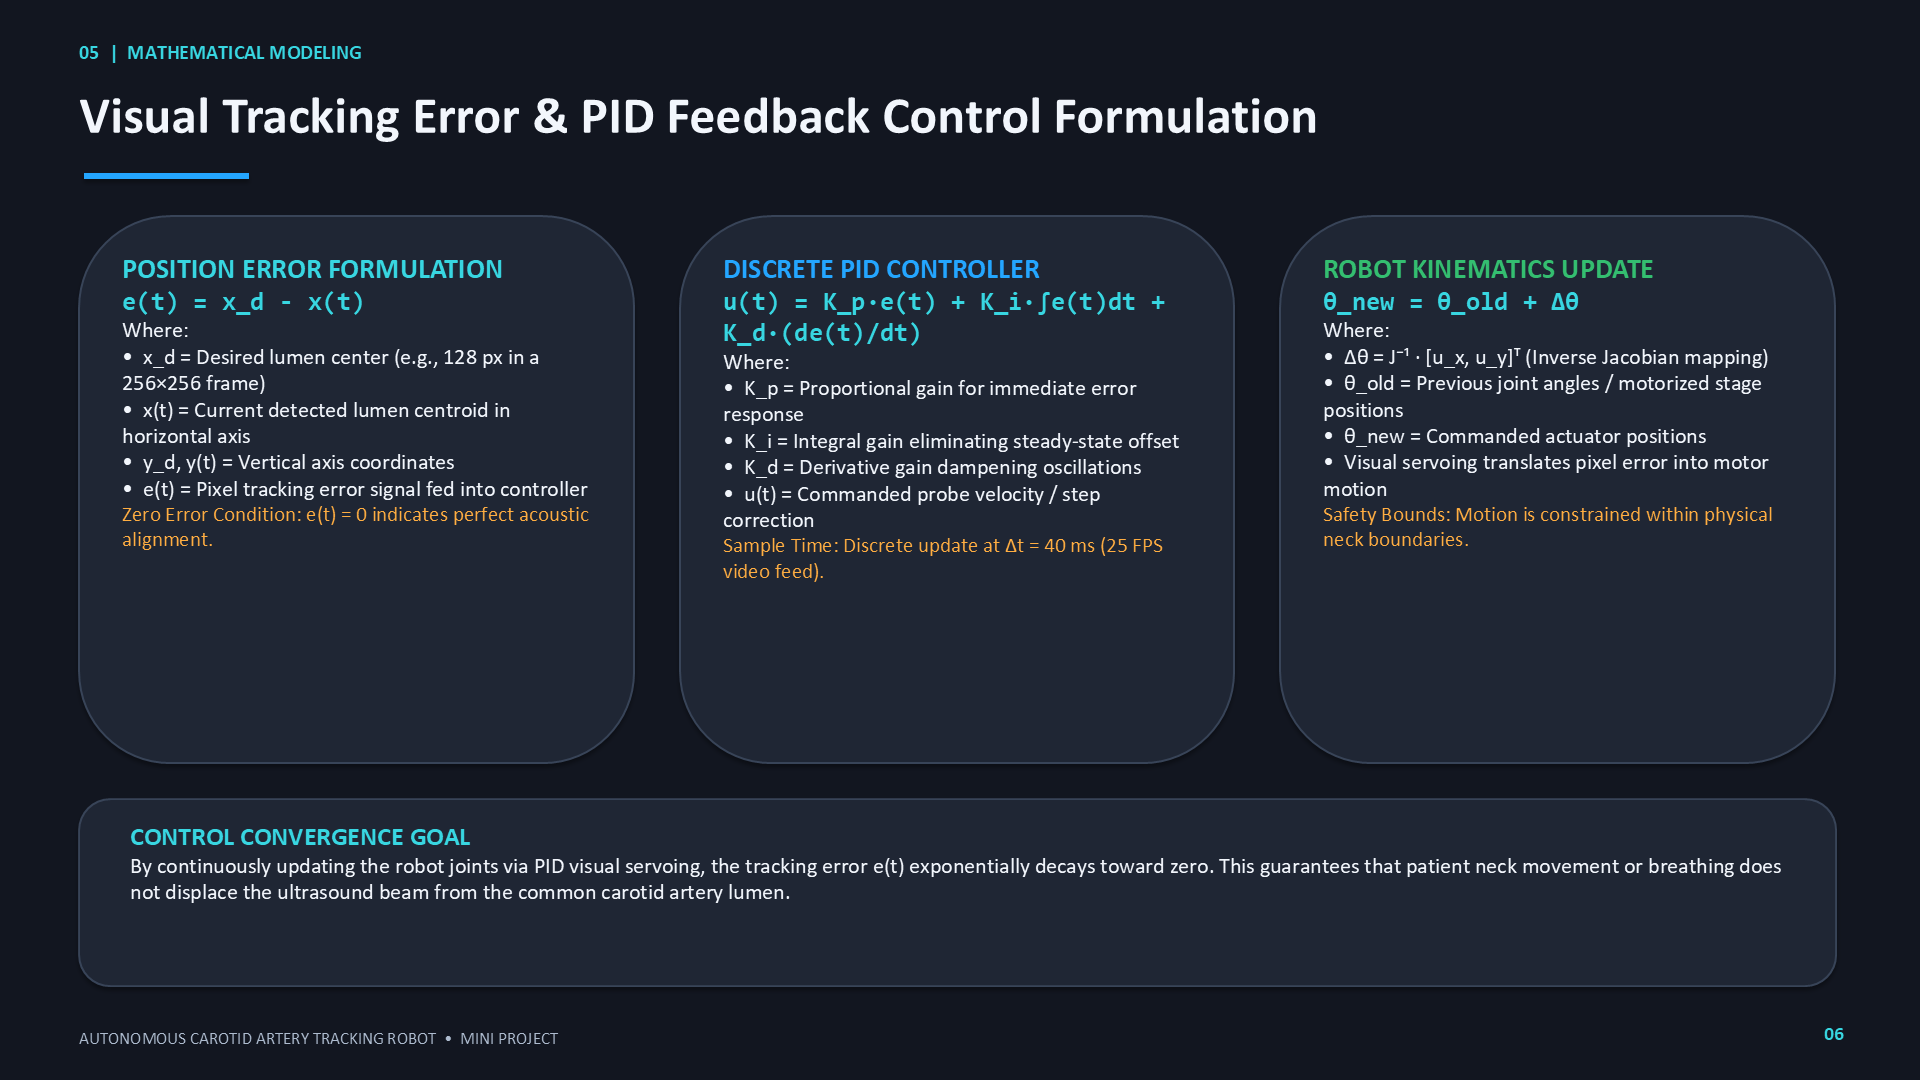 05 | MATHEMATICAL MODELING
Visual Tracking Error & PID Feedback Control Formulation
POSITION ERROR FORMULATION
e(t) = x_d - x(t)
Where:
• x_d = Desired lumen center (e.g., 128 px in a
256×256 frame)
• x(t) = Current detected lumen centroid in
horizontal axis
• y_d, y(t) = Vertical axis coordinates
• e(t) = Pixel tracking error signal fed into controller
Zero Error Condition: e(t) = 0 indicates perfect acoustic
alignment.
DISCRETE PID CONTROLLER
u(t) = K_p·e(t) + K_i·∫e(t)dt +
K_d·(de(t)/dt)
Where:
• K_p = Proportional gain for immediate error
response
• K_i = Integral gain eliminating steady-state offset
• K_d = Derivative gain dampening oscillations
• u(t) = Commanded probe velocity / step
correction
Sample Time: Discrete update at Δt = 40 ms (25 FPS
video feed).
ROBOT KINEMATICS UPDATE
θ_new = θ_old + Δθ
Where:
• Δθ = J⁻¹ · [u_x, u_y]ᵀ (Inverse Jacobian mapping)
• θ_old = Previous joint angles / motorized stage
positions
• θ_new = Commanded actuator positions
• Visual servoing translates pixel error into motor
motion
Safety Bounds: Motion is constrained within physical
neck boundaries.
CONTROL CONVERGENCE GOAL
By continuously updating the robot joints via PID visual servoing, the tracking error e(t) exponentially decays toward zero. This guarantees that patient neck movement or breathing does
not displace the ultrasound beam from the common carotid artery lumen.
AUTONOMOUS CAROTID ARTERY TRACKING ROBOT • MINI PROJECT
06